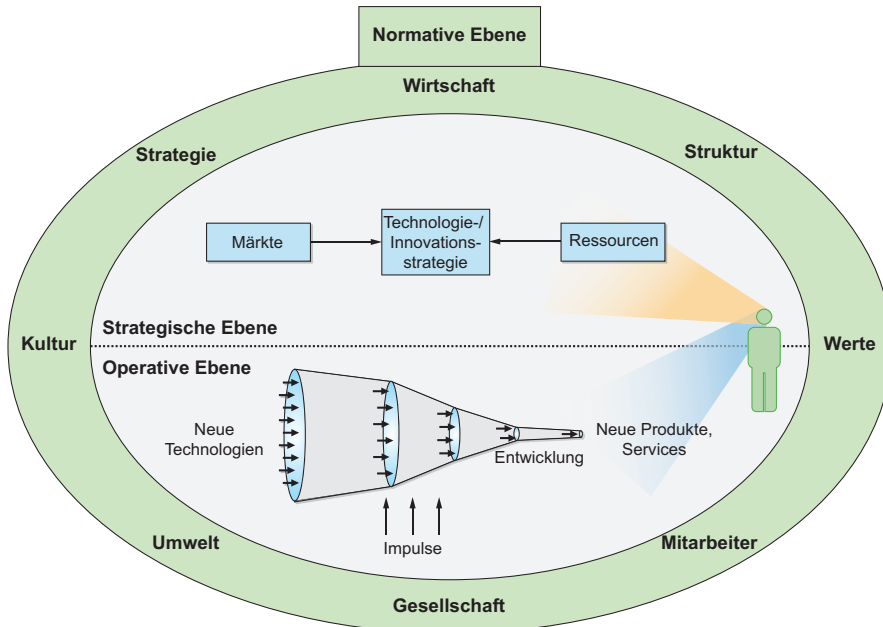 Normative Ebene
Wirtschaft
Strategie
Struktur
Märkte
Technologie-/
Innovations-
strategie
Ressourcen
Strategische Ebene
Kultur
Werte
Operative Ebene
Neue
Technologien
Entwicklung
Neue Produkte,
Services
Impulse
Umwelt
Mitarbeiter
Gesellschaft